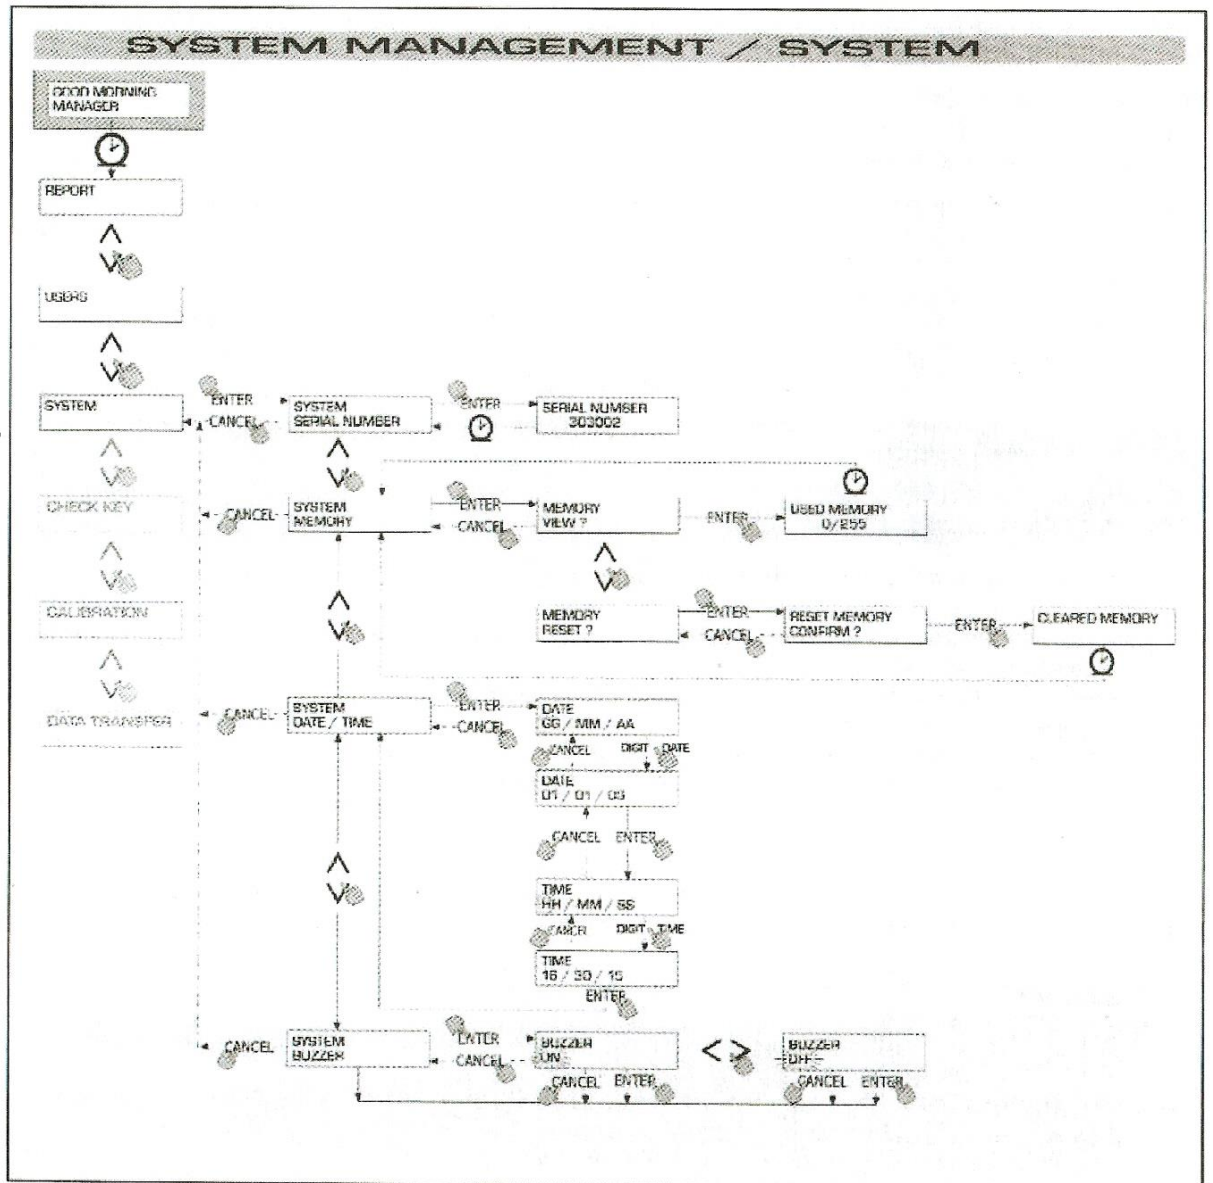 SYSTEM MANAGEMENT / SYSTEM
GOOD MORNING
MANAGER
REPORT
USERS
SYSTEM
ENTER
CANCEL
SYSTEM
SERIAL NUMBER
ENTER
SERIAL NUMBER
303002
CHECK KEY
CANCEL
SYSTEM
MEMORY
ENTER
CANCEL
MEMORY
VIEW ?
ENTER
USED MEMORY
0/255
CALIBRATION
MEMORY
RESET ?
ENTER
CANCEL
RESET MEMORY
CONFIRM ?
ENTER
CLEARED MEMORY
DATA TRANSFER
CANCEL
SYSTEM
DATE / TIME
ENTER
CANCEL
DATE
GG / MM / AA
CANCEL
DIGIT DATE
DATE
01 / 01 / 03
CANCEL
ENTER
TIME
HH / MM / SS
CANCEL
DIGIT TIME
TIME
16 / 30 / 15
ENTER
CANCEL
SYSTEM
BUZZER
ENTER
CANCEL
BUZZER
ON
< >
BUZZER
OFF
CANCEL
ENTER
CANCEL
ENTER